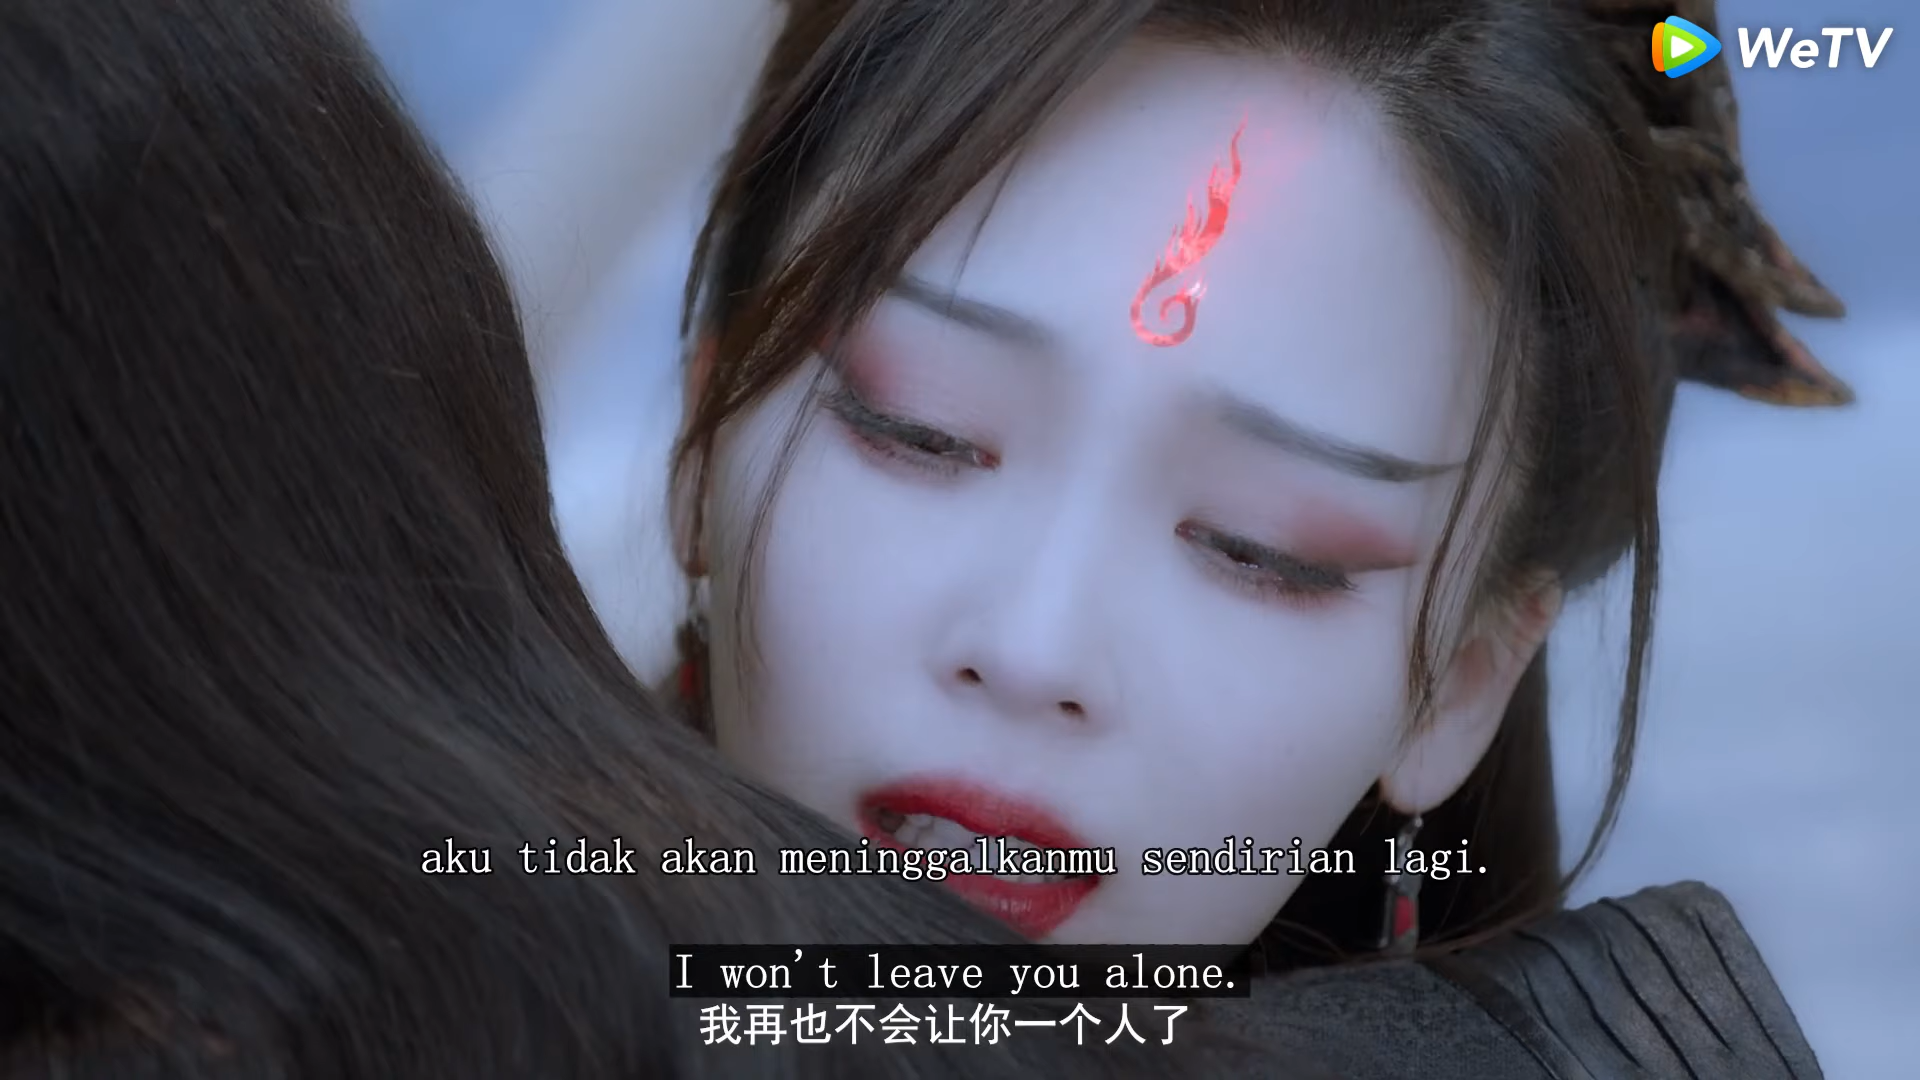 WeTV
aku tidak akan meninggalkanmu sendirian lagi.
I won't leave you alone.
我再也不会让你一个人了